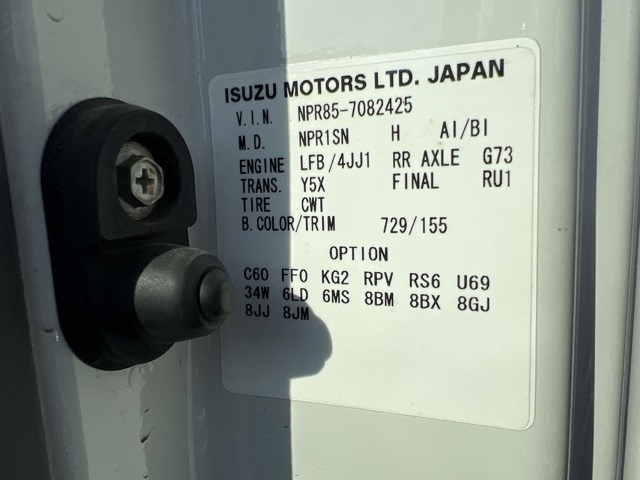 ISUZU MOTORS LTD. JAPAN
V.I.N. NPR85-7082425
M.D. NPR1SN H AI/BI
ENGINE LFB/4JJ1 RR AXLE G73
TRANS. Y5X FINAL RU1
TIRE CWT
B.COLOR/TRIM 729/155
OPTION
C60 FF0 KG2 RPV RS6 U69
34W 6LD 6MS 8BM 8BX 8GJ
8JJ 8JM